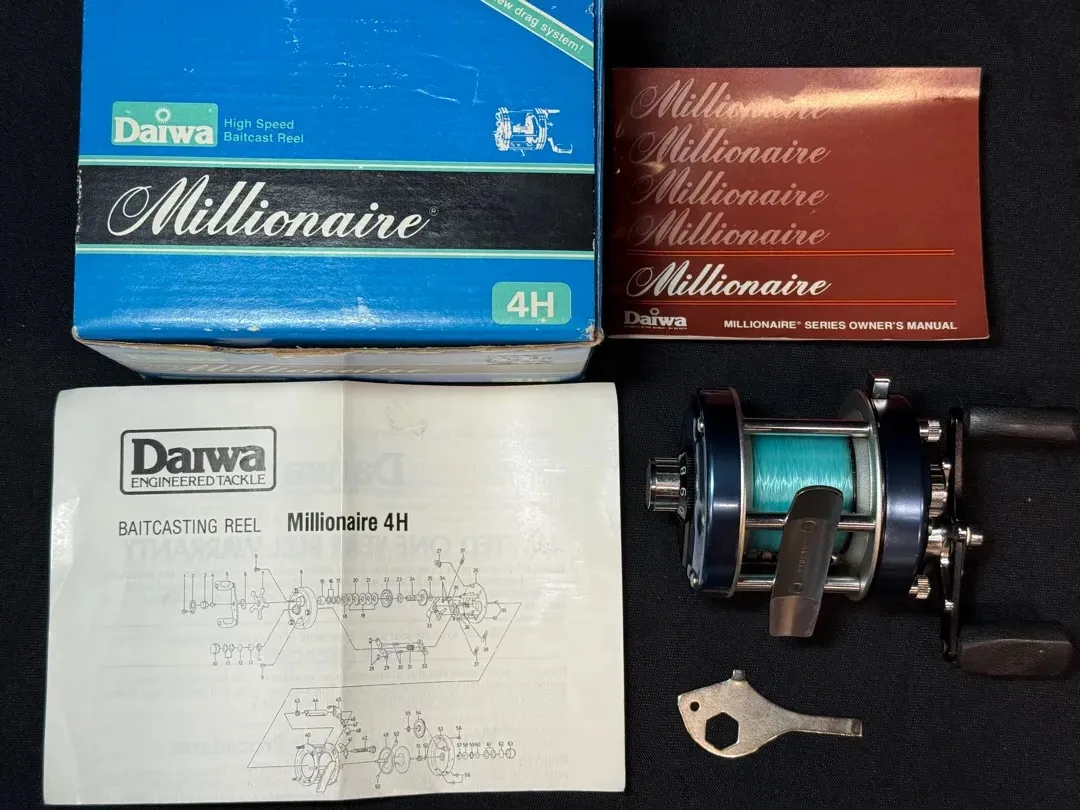 new drag system!
Daiwa
High Speed
Baitcast Reel
Millionaire®
4H
Millionaire
Millionaire
Millionaire
Millionaire
Millionaire
Daiwa
MILLIONAIRE® SERIES OWNER'S MANUAL
DAIWA
ENGINEERED TACKLE
BAITCASTING REEL Millionaire 4H